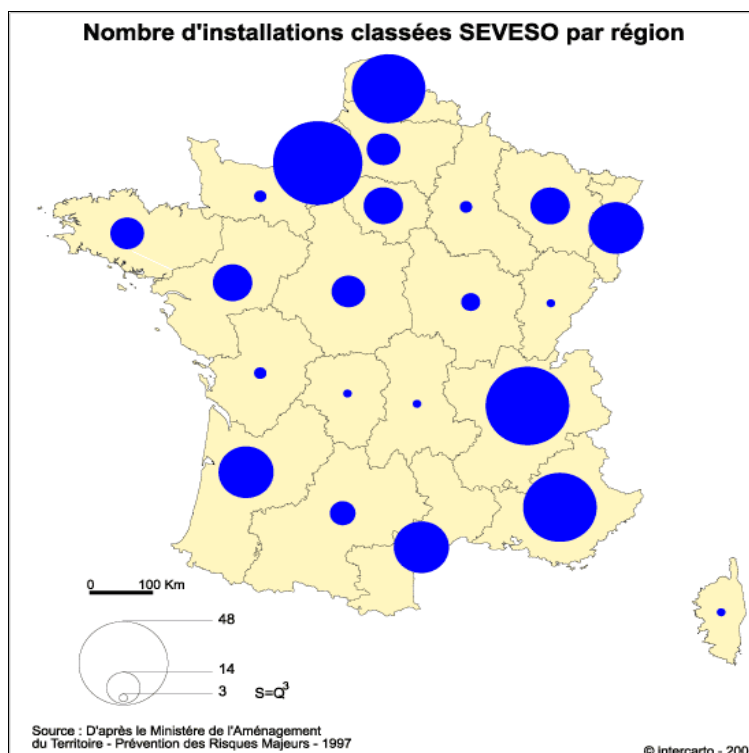 Nombre d'installations classées SEVESO par région
0 100 Km
48
14
3 S=Q³
Source : D'après le Ministére de l'Aménagement
du Territoire - Prévention des Risques Majeurs - 1997
© intercarto - 200